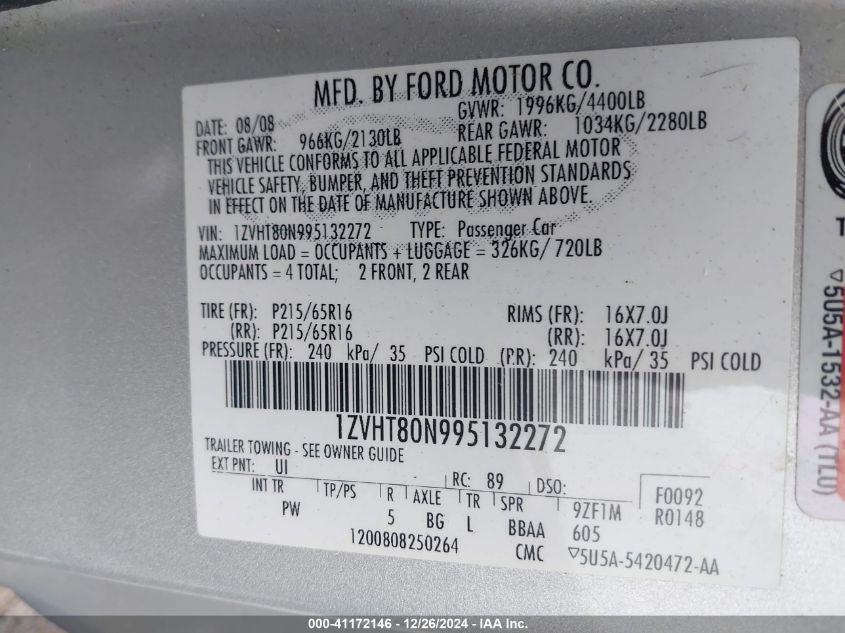 MFD. BY FORD MOTOR CO.
DATE: 08/08 GVWR: 1996KG/4400LB
FRONT GAWR: 966KG/2130LB REAR GAWR: 1034KG/2280LB
THIS VEHICLE CONFORMS TO ALL APPLICABLE FEDERAL MOTOR
VEHICLE SAFETY, BUMPER, AND THEFT PREVENTION STANDARDS
IN EFFECT ON THE DATE OF MANUFACTURE SHOWN ABOVE.
VIN: 1ZVHT80N995132272 TYPE: Passenger Car
MAXIMUM LOAD = OCCUPANTS + LUGGAGE = 326KG/ 720LB
OCCUPANTS = 4 TOTAL; 2 FRONT, 2 REAR
TIRE (FR): P215/65R16 RIMS (FR): 16X7.0J
(RR): P215/65R16 (RR): 16X7.0J
PRESSURE (FR): 240 kPa/ 35 PSI COLD (RR): 240 kPa/ 35 PSI COLD
1ZVHT80N995132272
TRAILER TOWING - SEE OWNER GUIDE
EXT PNT: UI RC: 89 DSO: F0092
INT TR TP/PS R AXLE TR SPR 9ZF1M R0148
PW 5 BG L BBAA 605
1200808250264 CMC ▽5U5A-5420472-AA
▽5U5A-1532-AA (TLU)
000-41172146 - 12/26/2024 - IAA Inc.